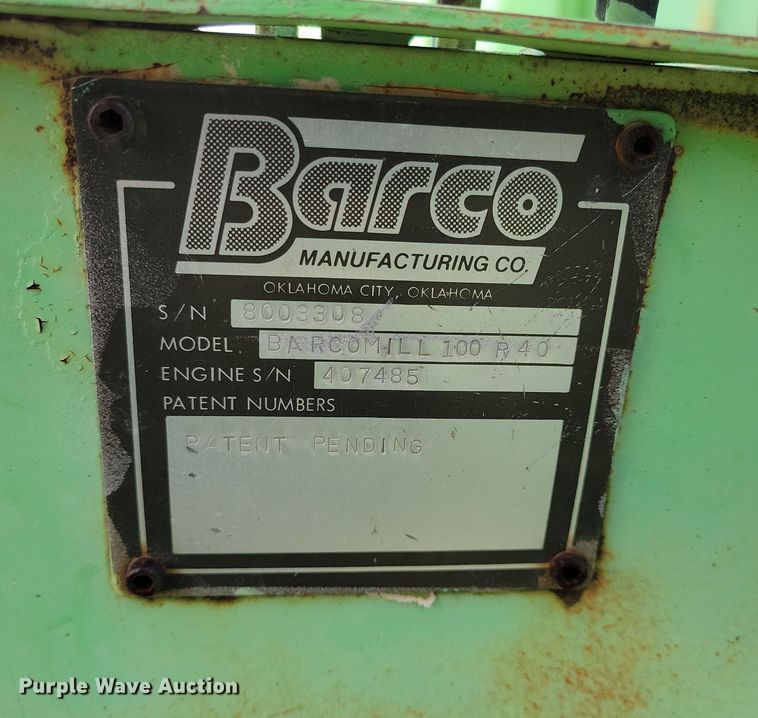 Barco
MANUFACTURING CO.
OKLAHOMA CITY, OKLAHOMA
S/N 8003308
MODEL BARCOMILL 100 R 40
ENGINE S/N 407485
PATENT NUMBERS
PATENT PENDING
Purple Wave Auction